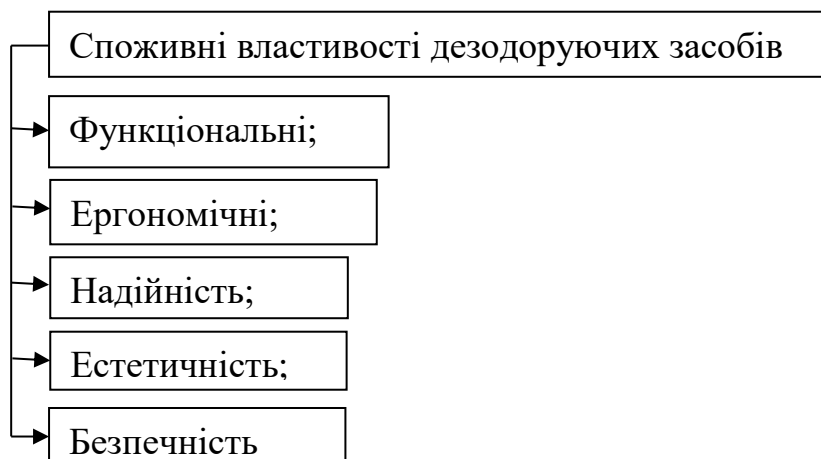 Споживні властивості дезодоруючих засобів
Функціональні;
Ергономічні;
Надійність;
Естетичність;
Безпечність